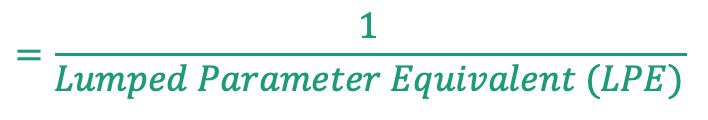 = 1
Lumped Parameter Equivalent (LPE)